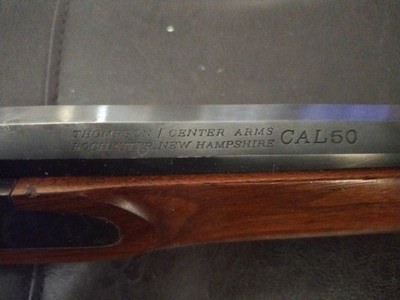 THOMPSON / CENTER ARMS
ROCHESTER, NEW HAMPSHIRE CAL50